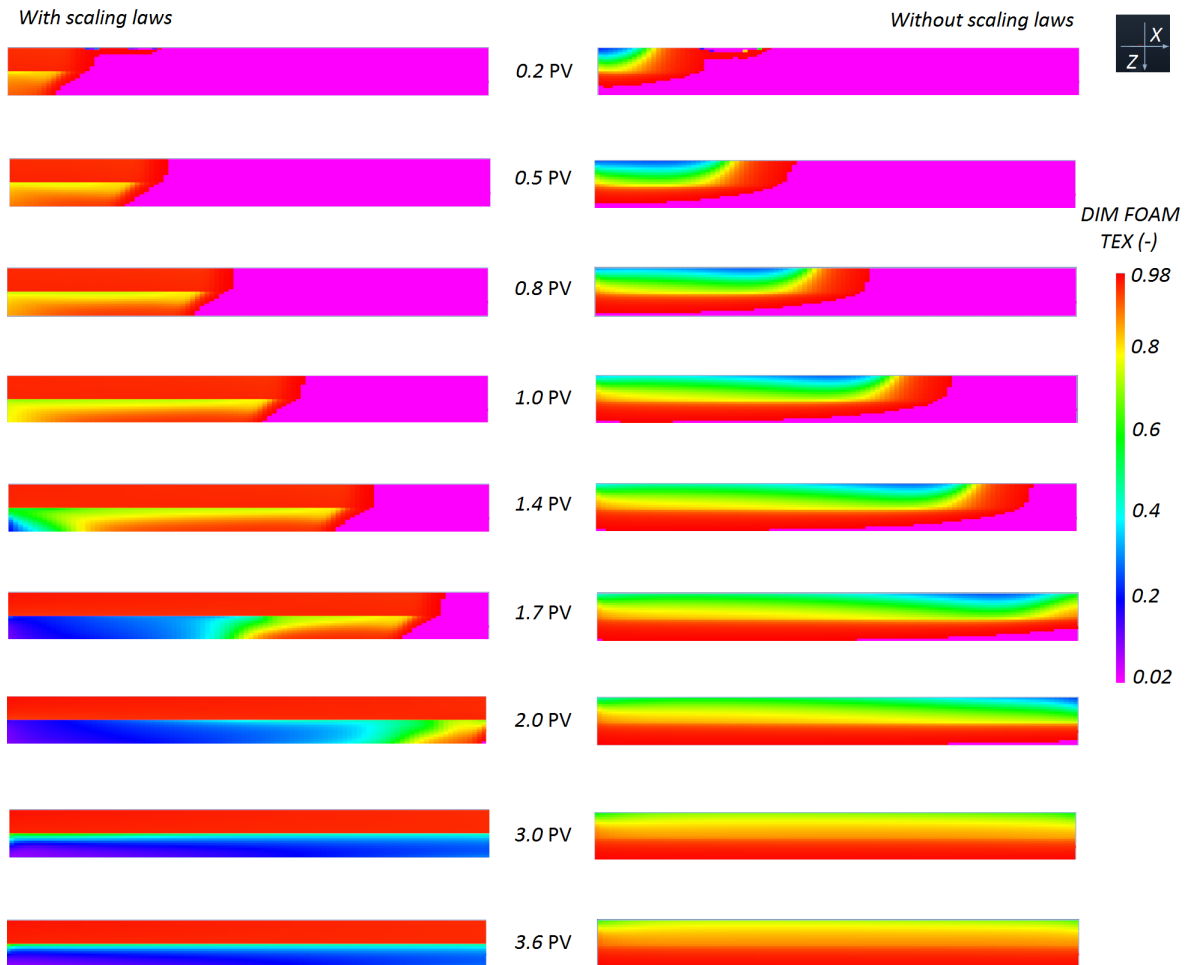 With scaling laws
Without scaling laws
X
Z
0.2 PV
0.5 PV
DIM FOAM
TEX (-)
0.98
0.8 PV
0.8
1.0 PV
0.6
1.4 PV
0.4
1.7 PV
0.2
0.02
2.0 PV
3.0 PV
3.6 PV